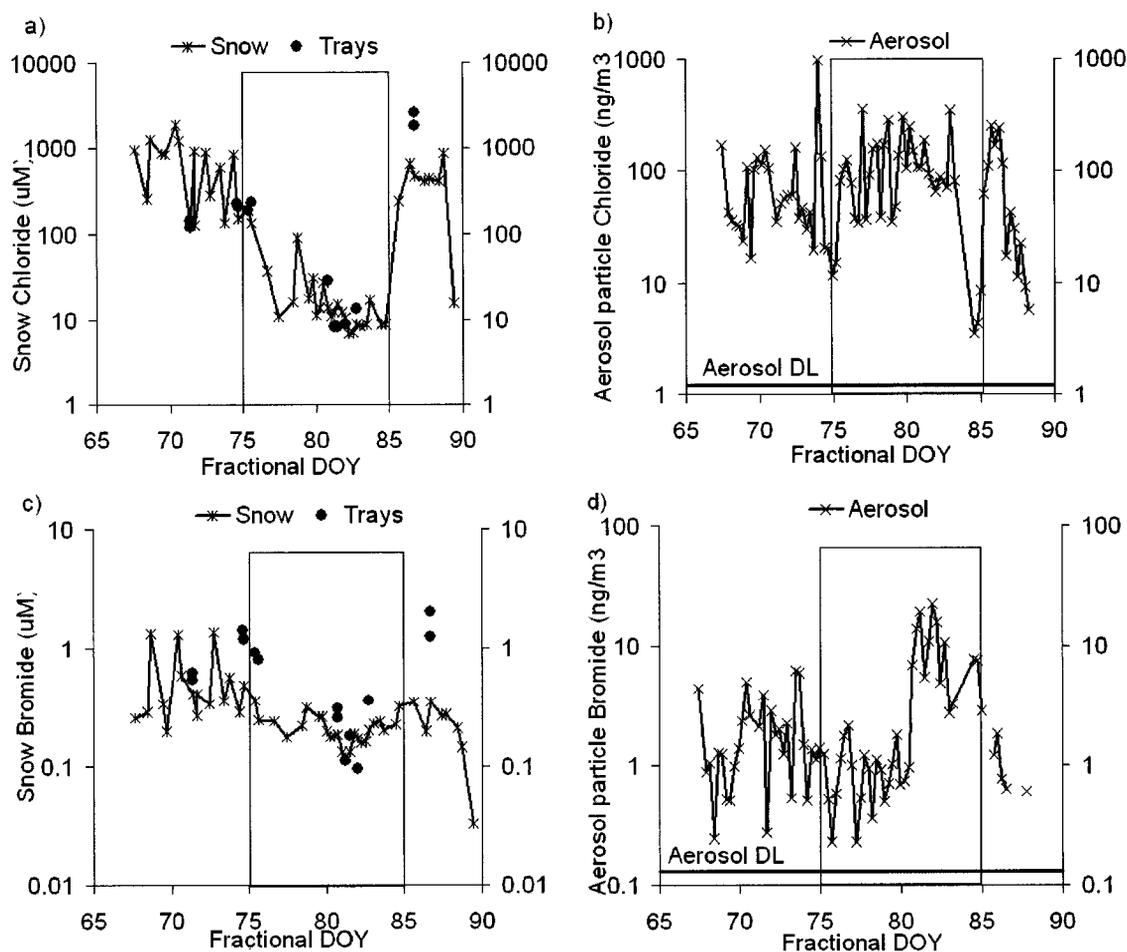 a)
Snow Trays
10000
1000
100
10
1
10000
1000
100
10
1
Snow Chloride (uM)
65 70 75 80 85 90
Fractional DOY
b)
Aerosol
1000
100
10
1
1000
100
10
1
Aerosol particle Chloride (ng/m3
Aerosol DL
65 70 75 80 85 90
Fractional DOY
c)
Snow Trays
10
1
0.1
0.01
10
1
0.1
0.01
Snow Bromide (uM)
65 70 75 80 85 90
Fractional DOY
d)
Aerosol
100
10
1
0.1
100
10
1
0.1
Aerosol particle Bromide (ng/m3
Aerosol DL
65 70 75 80 85 90
Fractional DOY